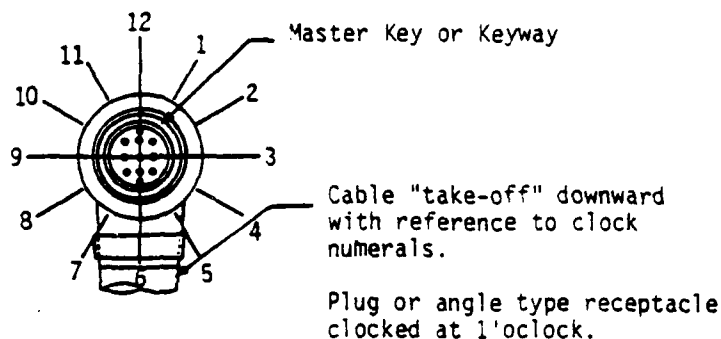 12
1
Master Key or Keyway
11
2
10
9
3
8
4
Cable "take-off" downward
with reference to clock
numerals.
7
6
5
Plug or angle type receptacle
clocked at 1'oclock.